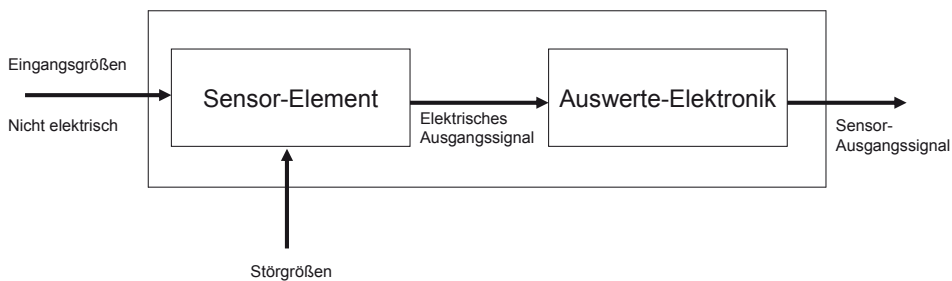 Eingangsgrößen
Nicht elektrisch
Sensor-Element
Elektrisches
Ausgangssignal
Auswerte-Elektronik
Sensor-
Ausgangssignal
Störgrößen